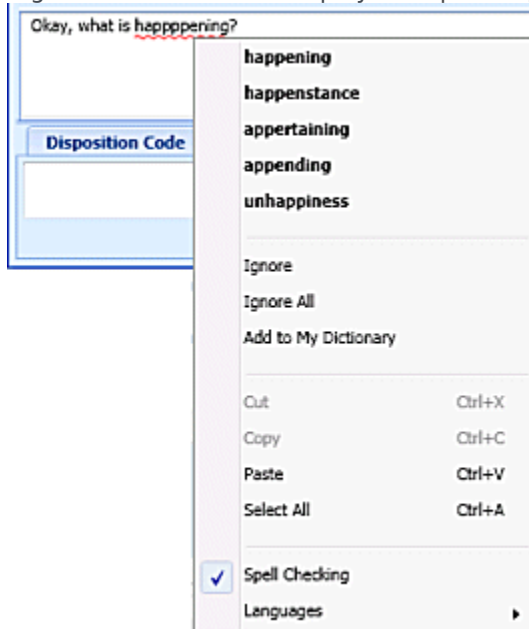 Okay, what is happppening?
happening
happenstance
appertaining
appending
Disposition Code
unhappiness
Ignore
Ignore All
Add to My Dictionary
Cut Ctrl+X
Copy Ctrl+C
Paste Ctrl+V
Select All Ctrl+A
Spell Checking
Languages